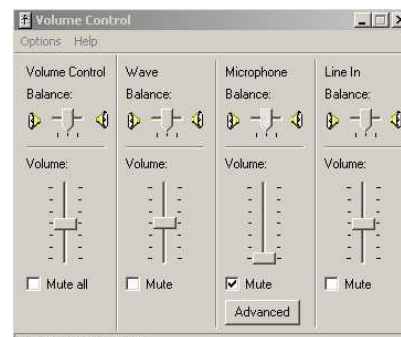 Volume Control
Options Help
Volume Control Wave Microphone Line In
Balance: Balance: Balance: Balance:
Volume: Volume: Volume: Volume:
Mute all Mute Mute Mute
Advanced